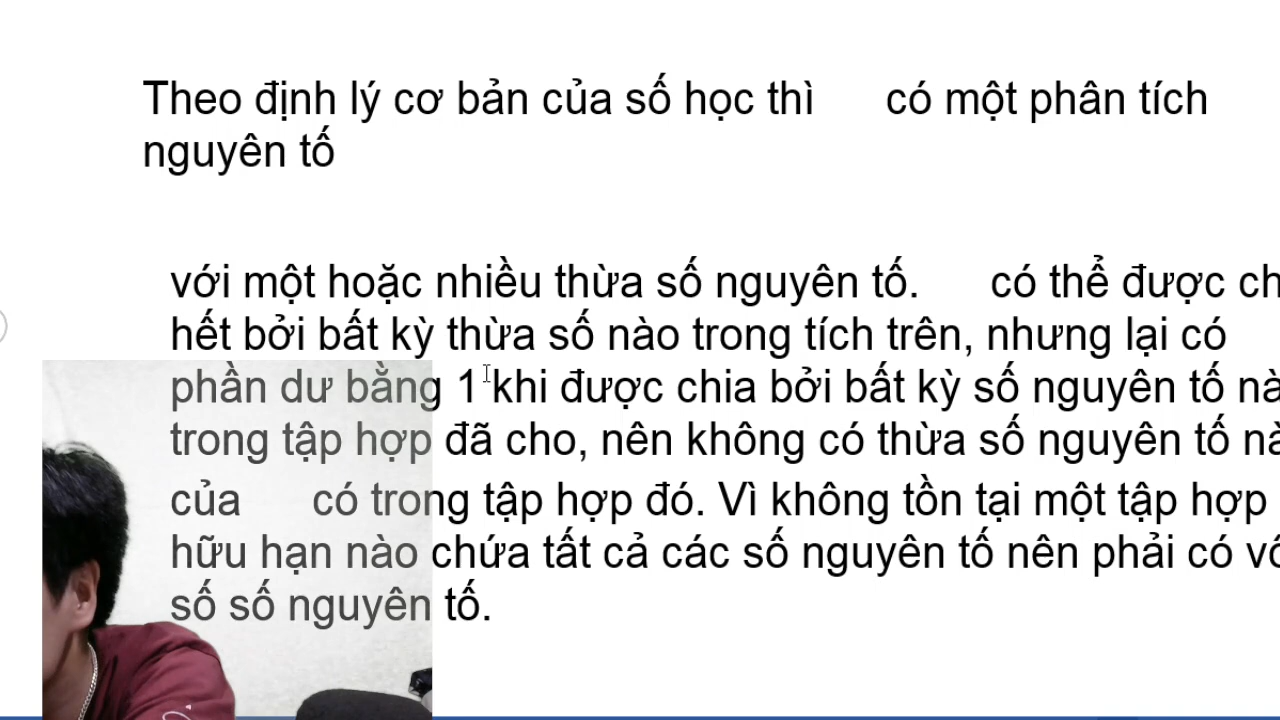 Theo định lý cơ bản của số học thì có một phân tích
nguyên tố
với một hoặc nhiều thừa số nguyên tố. có thể được ch
hết bởi bất kỳ thừa số nào trong tích trên, nhưng lại có
phần dư bằng 1 khi được chia bởi bất kỳ số nguyên tố nà
trong tập hợp đã cho, nên không có thừa số nguyên tố nà
của có trong tập hợp đó. Vì không tồn tại một tập hợp
hữu hạn nào chứa tất cả các số nguyên tố nên phải có vô
số số nguyên tố.